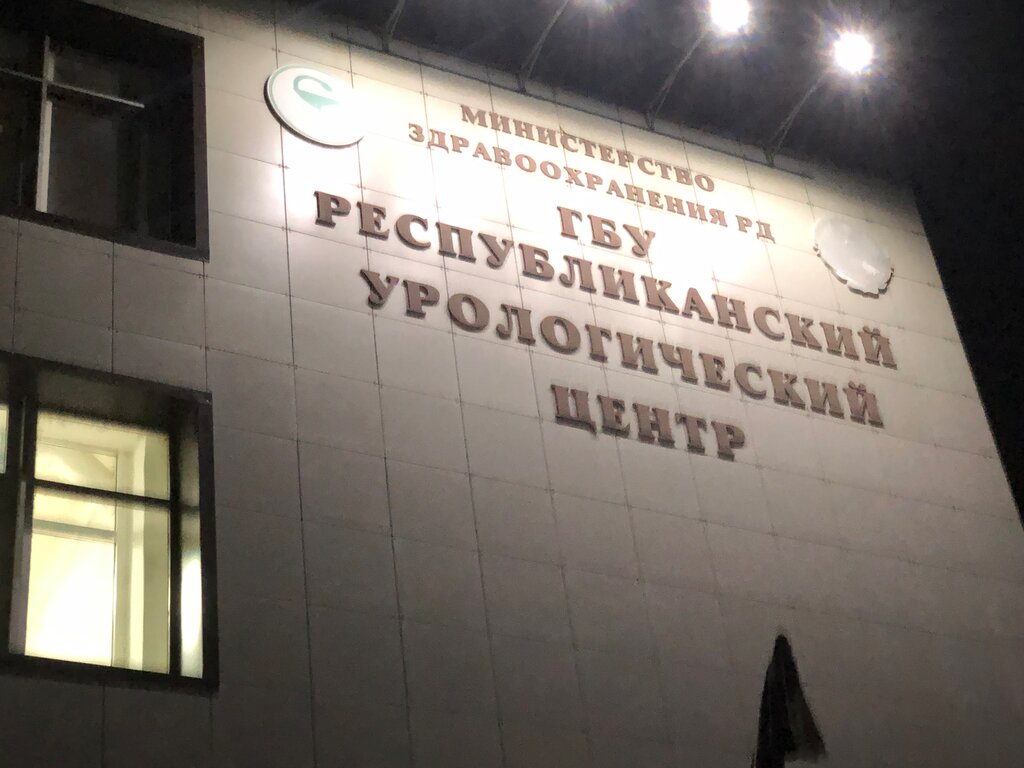 МИНИСТЕРСТВО
ЗДРАВООХРАНЕНИЯ РД
ГБУ
РЕСПУБЛИКАНСКИЙ
УРОЛОГИЧЕСКИЙ
ЦЕНТР